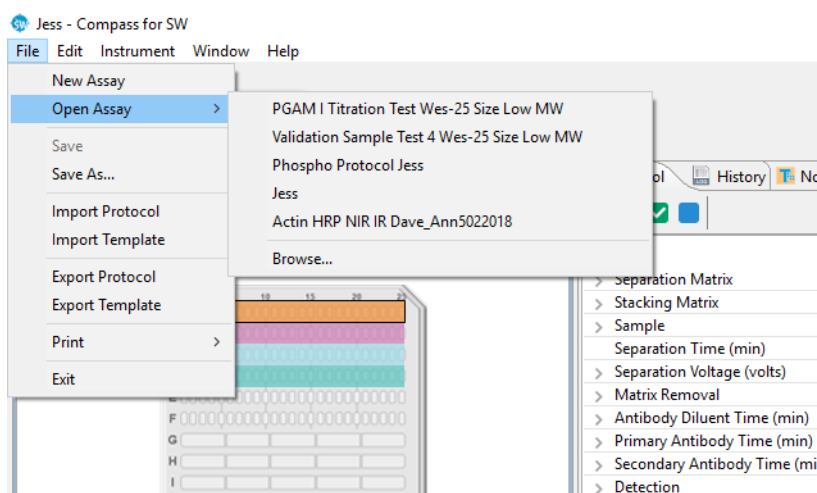 Jess - Compass for SW
File Edit Instrument Window Help
New Assay
Open Assay
Save
Save As...
Import Protocol
Import Template
Export Protocol
Export Template
Print
Exit
PGAM I Titration Test Wes-25 Size Low MW
Validation Sample Test 4 Wes-25 Size Low MW
Phospho Protocol Jess
Jess
Actin HRP NIR IR Dave_Ann5022018
Browse...
History
10 15 20 25
F
G
H
I
Separation Matrix
Stacking Matrix
Sample
Separation Time (min)
Separation Voltage (volts)
Matrix Removal
Antibody Diluent Time (min)
Primary Antibody Time (min)
Secondary Antibody Time (mi
Detection